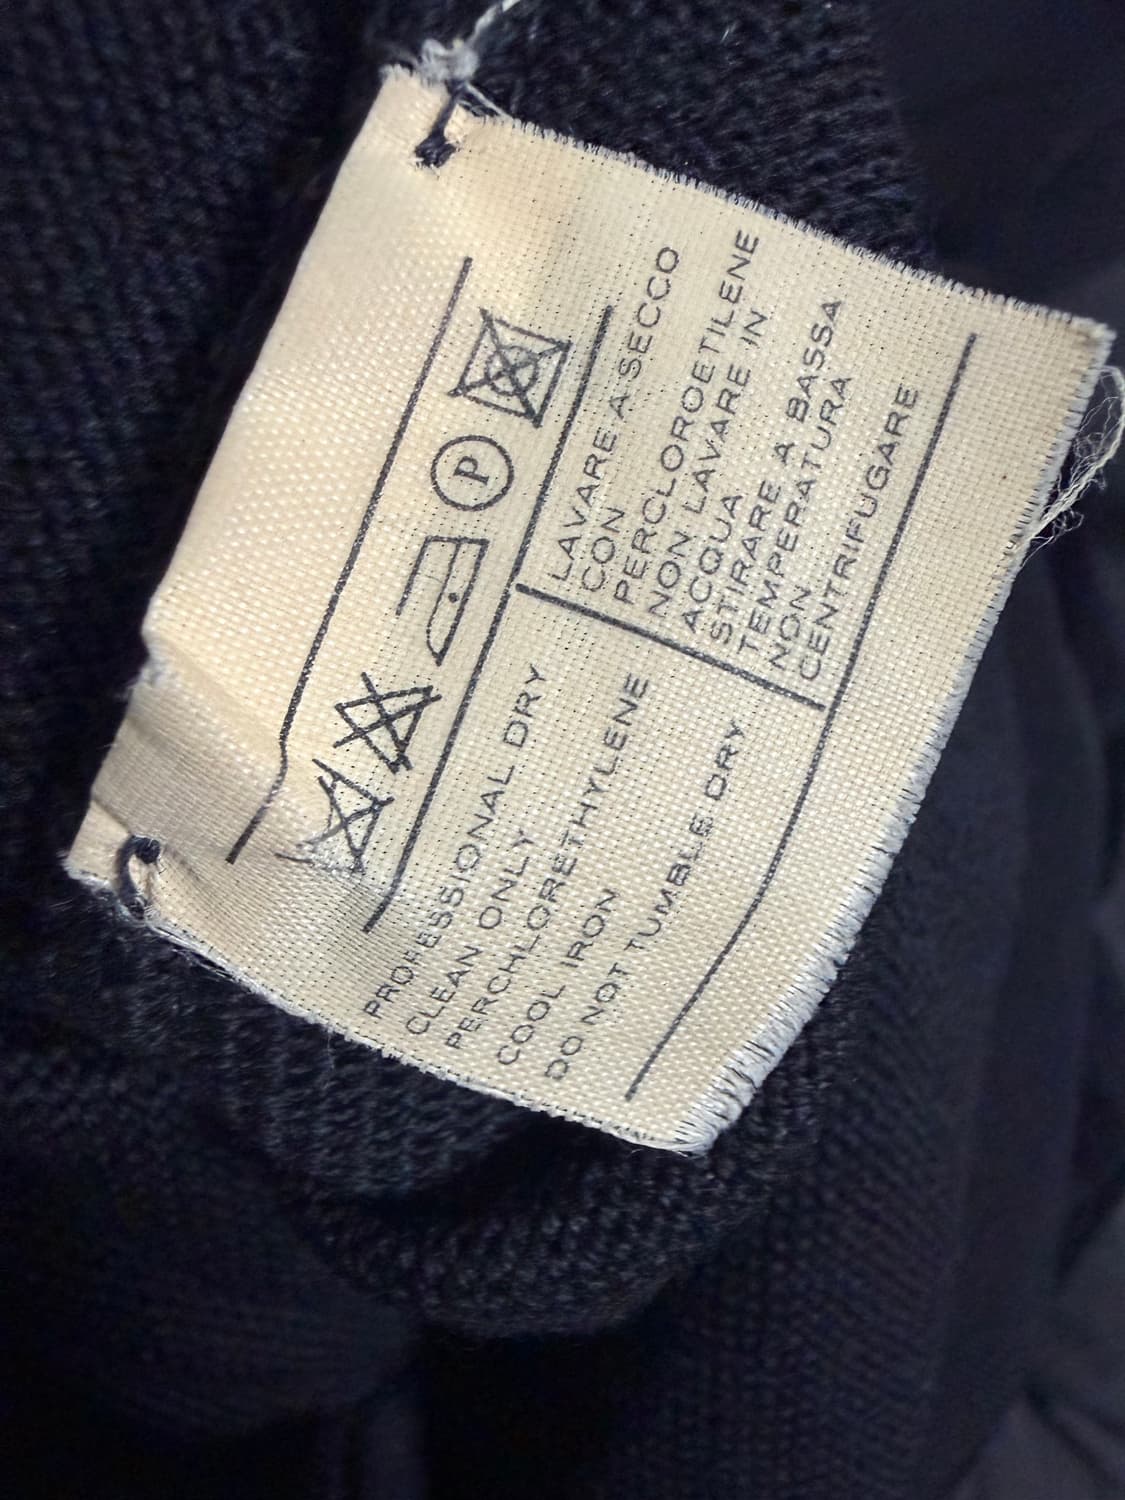 P
PROFESSIONAL DRY
CLEAN ONLY
PERCHLORETHYLENE
COOL IRON
DO NOT TUMBLE DRY
LAVARE A SECCO
CON
PERCLOROETILENE
NON LAVARE IN
ACQUA
STIRARE A BASSA
TEMPERATURA
NON
CENTRIFUGARE